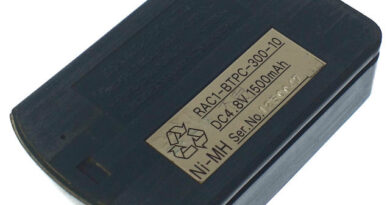 RAC1-BTPC-300-10
DC4.8V 1500mAh
Ni-MH Ser.No.